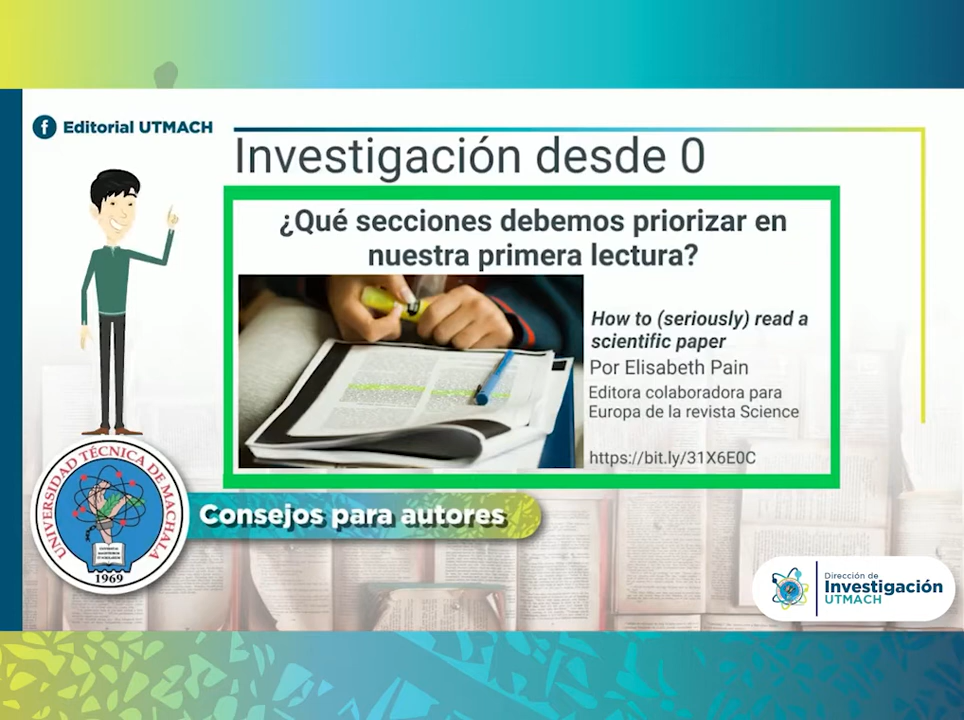 Editorial UTMACH
Investigación desde 0
¿Qué secciones debemos priorizar en
nuestra primera lectura?
How to (seriously) read a
scientific paper
Por Elisabeth Pain
Editora colaboradora para
Europa de la revista Science
https://bit.ly/31X6E0C
UNIVERSIDAD TÉCNICA DE MACHALA
1969
Consejos para autores
Dirección de
Investigación
UTMACH